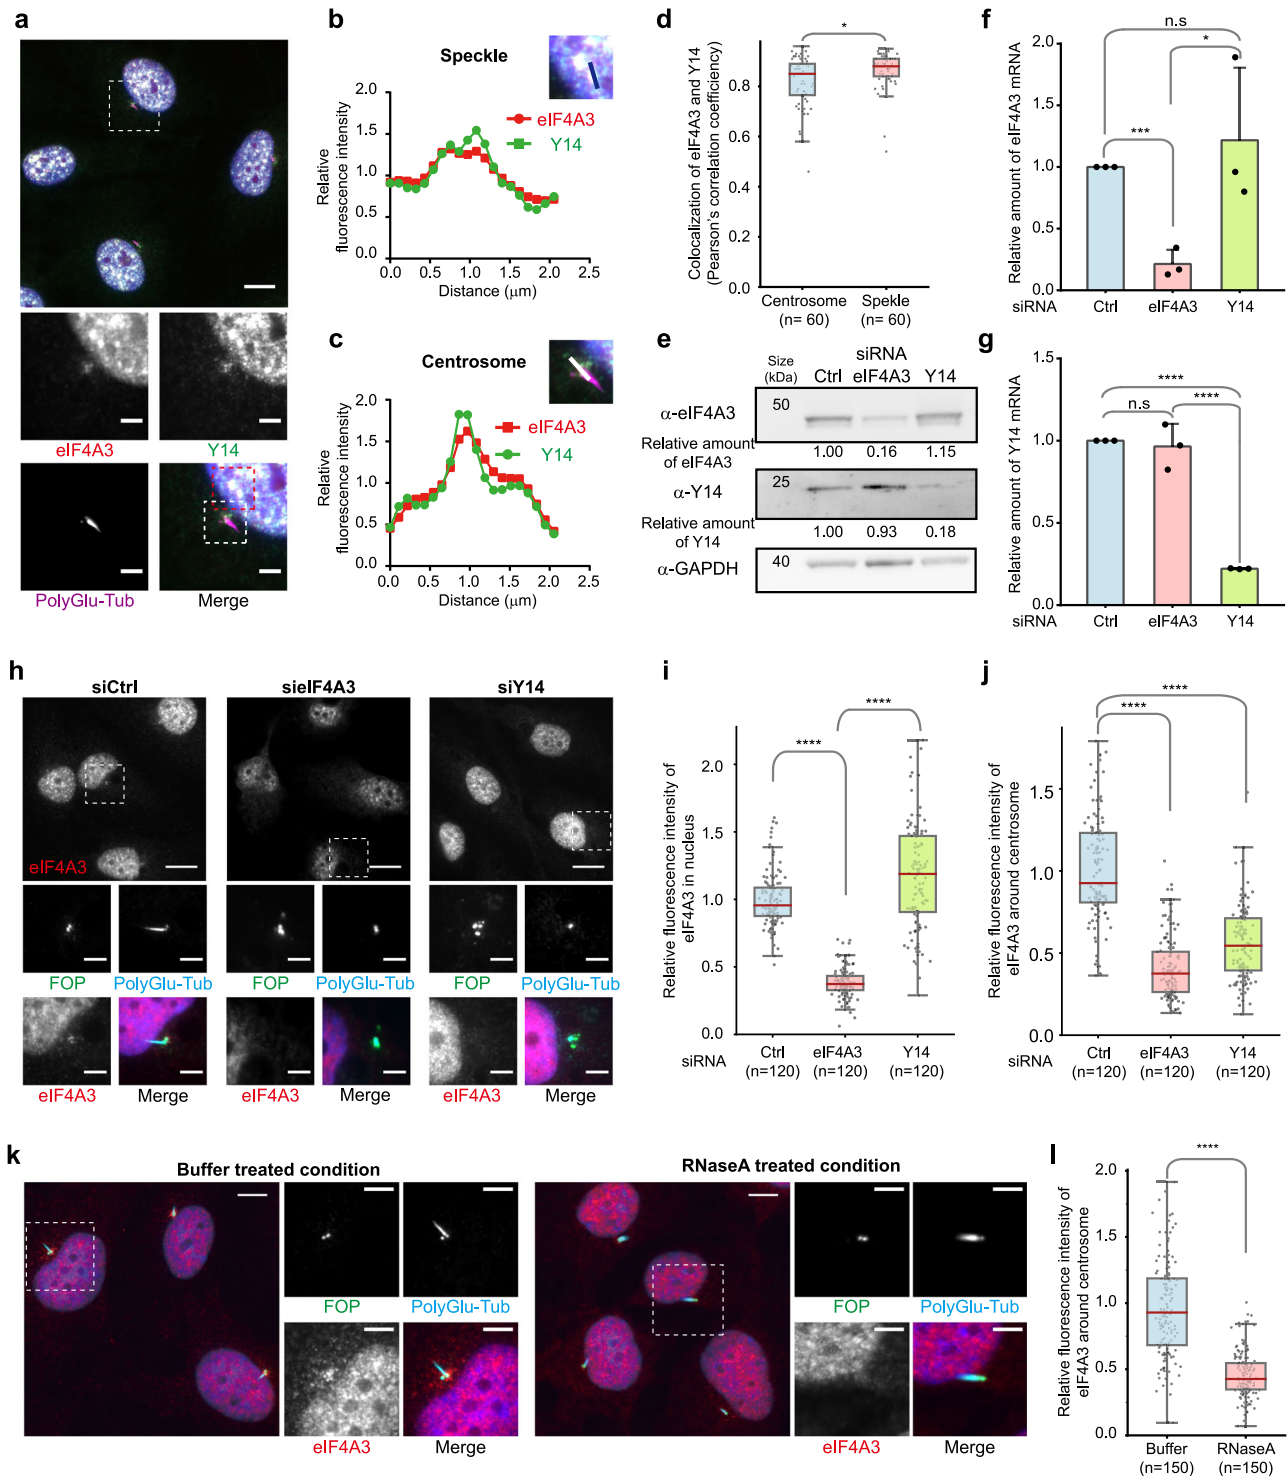 a
eIF4A3
Y14
PolyGlu-Tub
Merge
b
Speckle
Relative
fluorescence intensity
2.0
1.5
1.0
0.5
0.0
eIF4A3
Y14
0.0 0.5 1.0 1.5 2.0 2.5
Distance (μm)
c
Centrosome
Relative
fluorescence intensity
2.0
1.5
1.0
0.5
0.0
eIF4A3
Y14
0.0 0.5 1.0 1.5 2.0 2.5
Distance (μm)
d
Colocalization of eIF4A3 and Y14
(Pearson's correlation coefficiency)
*
0.8
0.6
0.4
0.2
0.0
Centrosome Spekle
(n= 60) (n= 60)
e
Size
(kDa)
siRNA
Ctrl eIF4A3 Y14
α-eIF4A3
50
Relative amount
of eIF4A3
1.00 0.16 1.15
α-Y14
25
Relative amount
of Y14
1.00 0.93 0.18
α-GAPDH
40
f
Relative amount of eIF4A3 mRNA
n.s
*
***
2.0
1.5
1.0
0.5
0.0
siRNA Ctrl eIF4A3 Y14
g
Relative amount of Y14 mRNA
****
n.s ****
1.5
1.0
0.5
0.0
siRNA Ctrl eIF4A3 Y14
h
siCtrl sieIF4A3 siY14
eIF4A3
FOP PolyGlu-Tub FOP PolyGlu-Tub FOP PolyGlu-Tub
eIF4A3 Merge eIF4A3 Merge eIF4A3 Merge
i
Relative fluorescence intensity of
eIF4A3 in nucleus
****
****
2.0
1.5
1.0
0.5
0.0
siRNA Ctrl eIF4A3 Y14
(n=120) (n=120) (n=120)
j
Relative fluorescence intensity of
eIF4A3 around centrosome
****
****
1.5
1.0
0.5
0.0
siRNA Ctrl eIF4A3 Y14
(n=120) (n=120) (n=120)
k
Buffer treated condition
FOP PolyGlu-Tub
eIF4A3 Merge
RNaseA treated condition
FOP PolyGlu-Tub
eIF4A3 Merge
l
Relative fluorescence intensity of
eIF4A3 around centrosome
****
2.0
1.5
1.0
0.5
0.0
Buffer RNaseA
(n=150) (n=150)